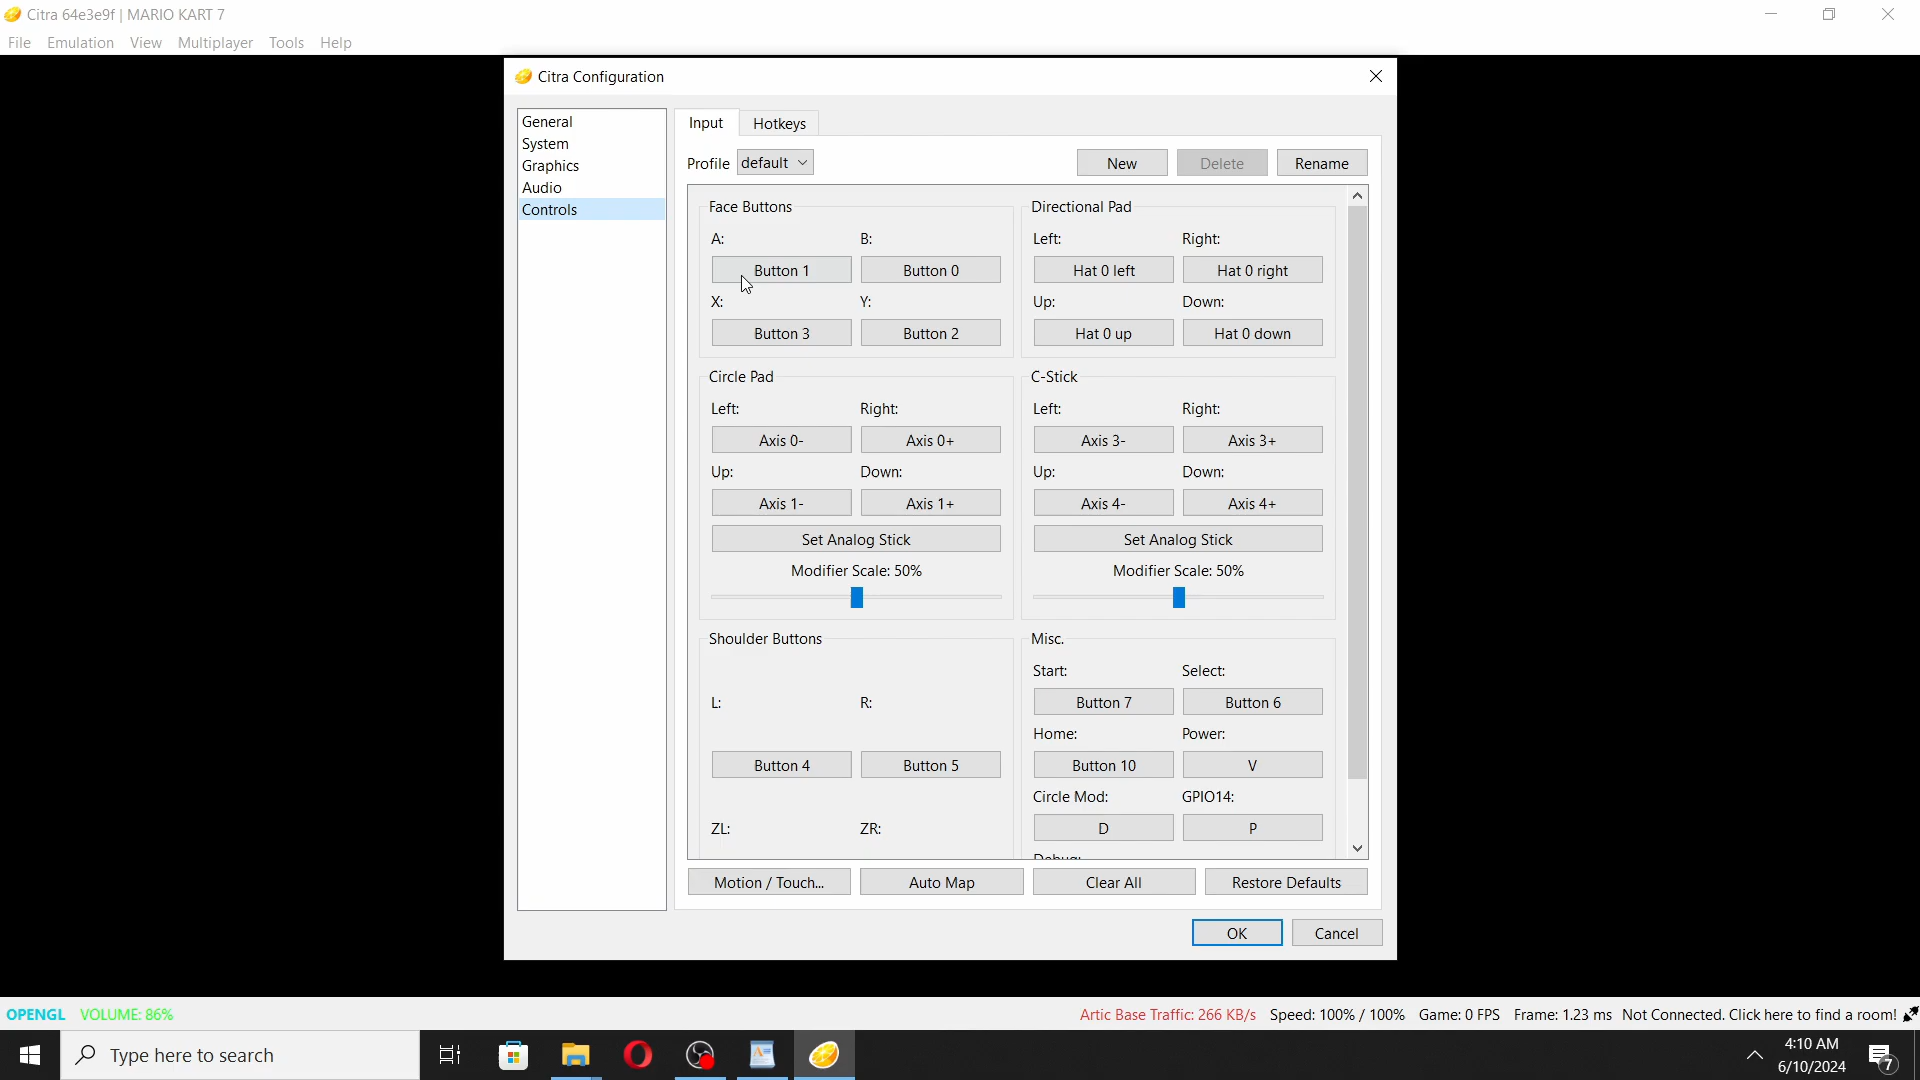 Citra 64e3e9f | MARIO KART 7
File Emulation View Multiplayer Tools Help
Citra Configuration
General
System
Graphics
Audio
Controls
Input Hotkeys
Profile default New Delete Rename
Face Buttons
A: B:
Button 1 Button 0
X: Y:
Button 3 Button 2
Directional Pad
Left: Right:
Hat 0 left Hat 0 right
Up: Down:
Hat 0 up Hat 0 down
Circle Pad
Left: Right:
Axis 0- Axis 0+
Up: Down:
Axis 1- Axis 1+
Set Analog Stick
Modifier Scale: 50%
C-Stick
Left: Right:
Axis 3- Axis 3+
Up: Down:
Axis 4- Axis 4+
Set Analog Stick
Modifier Scale: 50%
Shoulder Buttons
L: R:
Button 4 Button 5
ZL: ZR:
Misc.
Start: Select:
Button 7 Button 6
Home: Power:
Button 10 V
Circle Mod: GPIO14:
D P
Debug:
Motion / Touch... Auto Map Clear All Restore Defaults
OK Cancel
OPENGL VOLUME: 86% Artic Base Traffic: 266 KB/s Speed: 100% / 100% Game: 0 FPS Frame: 1.23 ms Not Connected. Click here to find a room!
Type here to search
4:10 AM
6/10/2024
7